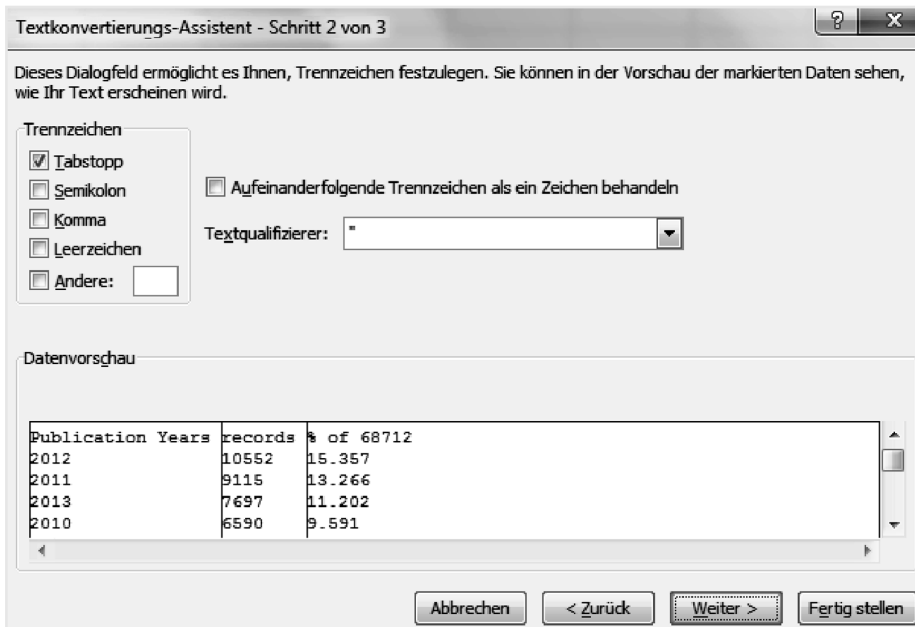 Textkonvertierungs-Assistent - Schritt 2 von 3
Dieses Dialogfeld ermöglicht es Ihnen, Trennzeichen festzulegen. Sie können in der Vorschau der markierten Daten sehen,
wie Ihr Text erscheinen wird.
Trennzeichen
Tabstopp
Semikolon
Komma
Leerzeichen
Andere:
Aufeinanderfolgende Trennzeichen als ein Zeichen behandeln
Textqualifizierer: "
Datenvorschau
Publication Years records % of 68712
2012 10552 15.357
2011 9115 13.266
2013 7697 11.202
2010 6590 9.591
Abbrechen < Zurück Weiter > Fertig stellen